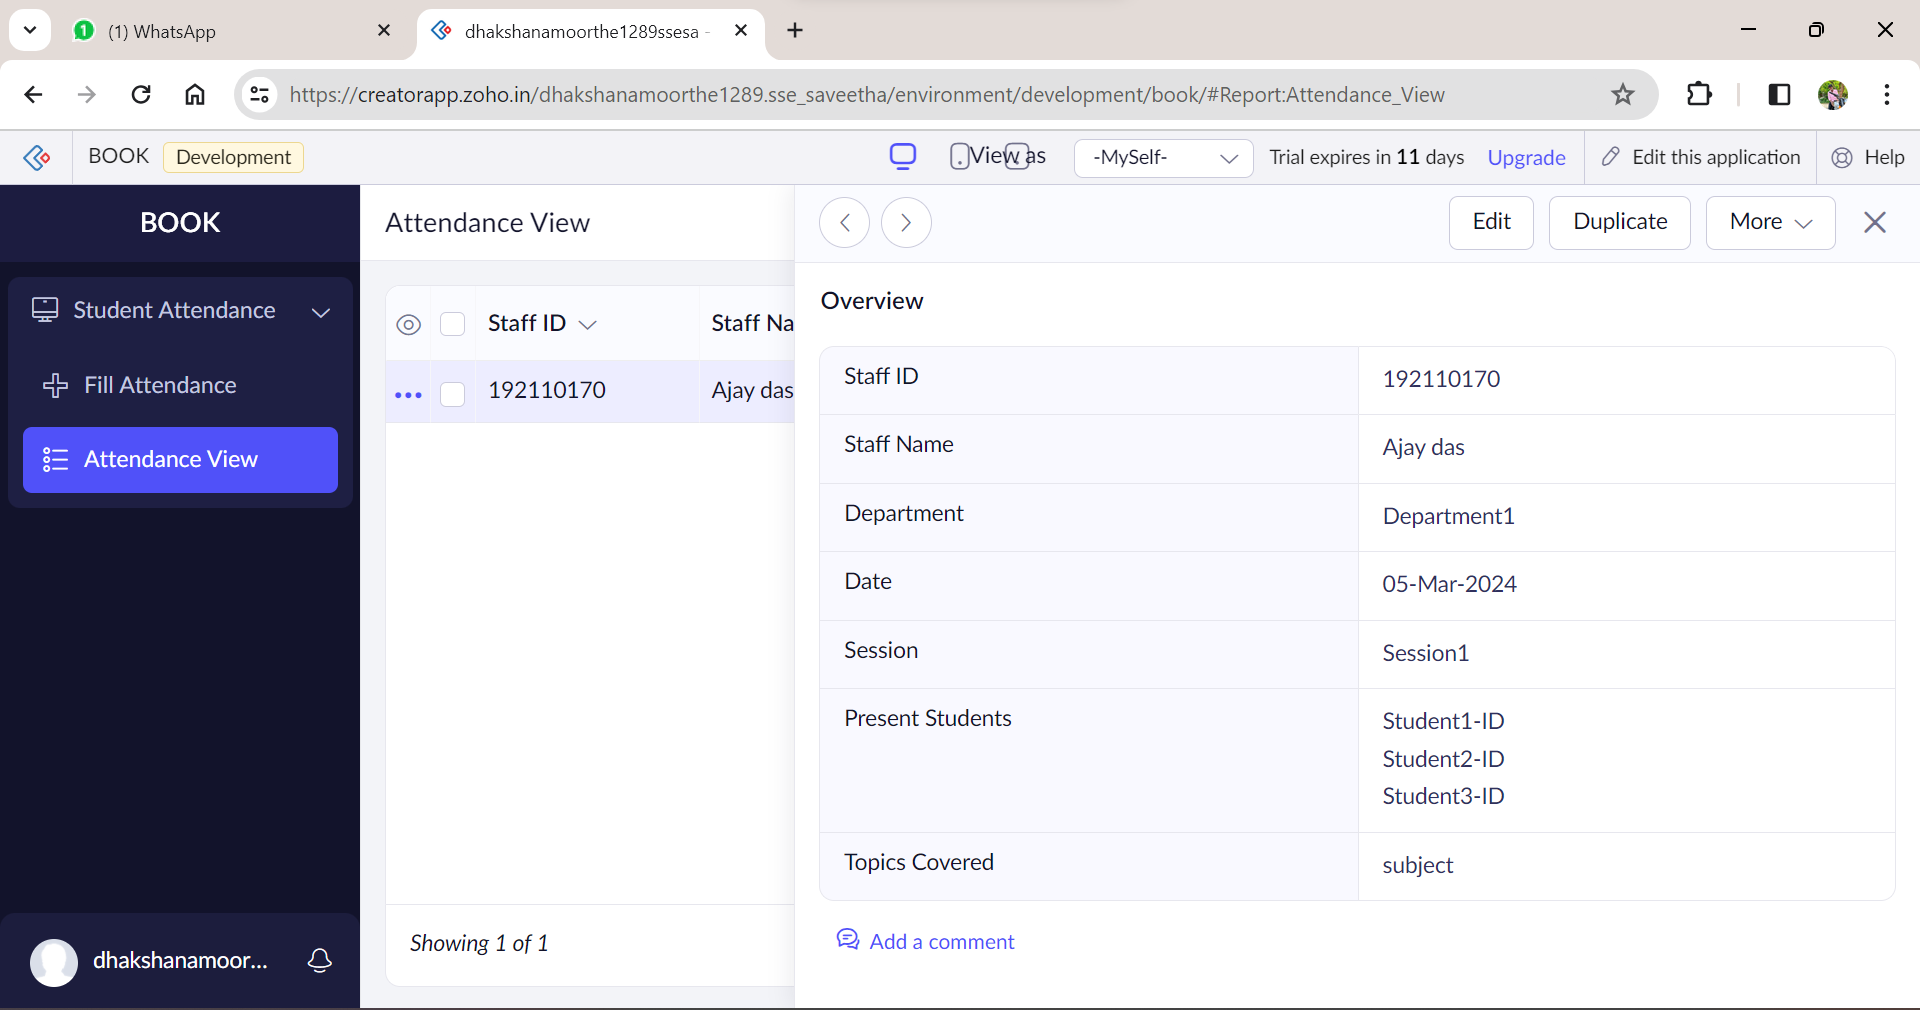 1
(1) WhatsApp
dhakshanamoorthe1289ssesa -
https://creatorapp.zoho.in/dhakshanamoorthe1289.sse_saveetha/environment/development/book/#Report:Attendance_View
BOOK Development View as -MySelf- Trial expires in 11 days Upgrade Edit this application Help
BOOK
Student Attendance
Fill Attendance
Attendance View
dhakshanamoor...
Attendance View
Staff ID Staff Na
192110170 Ajay das
Showing 1 of 1
Edit Duplicate More
Overview
Staff ID 192110170
Staff Name Ajay das
Department Department1
Date 05-Mar-2024
Session Session1
Present Students Student1-ID
Student2-ID
Student3-ID
Topics Covered subject
Add a comment